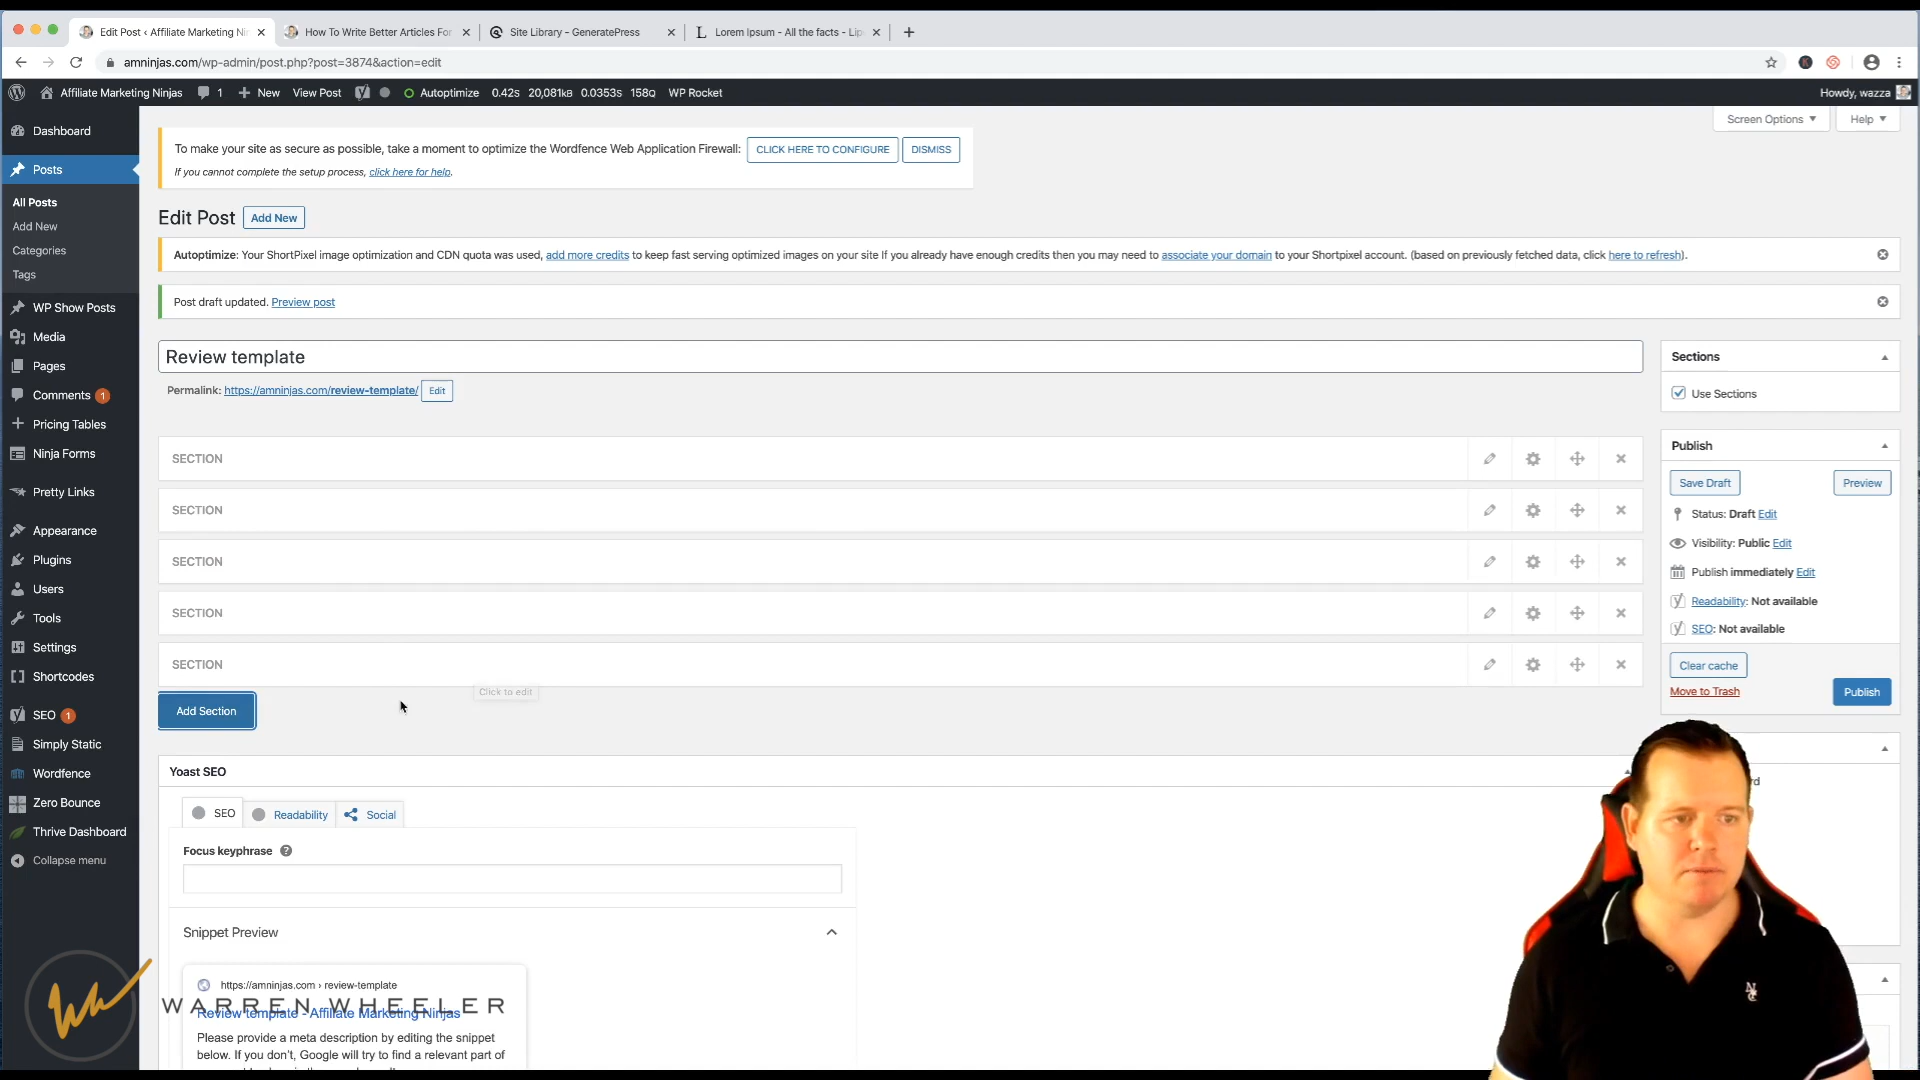 Edit Post ‹ Affiliate Marketing Nin
How To Write Better Articles For
Site Library - GeneratePress
Lorem Ipsum - All the facts - Lip
amninjas.com/wp-admin/post.php?post=3874&action=edit
Affiliate Marketing Ninjas 1 New View Post Autoptimize 0.42s 20,081KB 0.0353s 158Q WP Rocket
Howdy, wazza
Screen Options
Help
Dashboard
Posts
All Posts
Add New
Categories
Tags
WP Show Posts
Media
Pages
Comments 1
Pricing Tables
Ninja Forms
Pretty Links
Appearance
Plugins
Users
Tools
Settings
Shortcodes
SEO 1
Simply Static
Wordfence
Zero Bounce
Thrive Dashboard
Collapse menu
To make your site as secure as possible, take a moment to optimize the Wordfence Web Application Firewall: CLICK HERE TO CONFIGURE DISMISS
If you cannot complete the setup process, click here for help.
Edit Post Add New
Autoptimize: Your ShortPixel image optimization and CDN quota was used, add more credits to keep fast serving optimized images on your site If you already have enough credits then you may need to associate your domain to your Shortpixel account. (based on previously fetched data, click here to refresh).
Post draft updated. Preview post
Review template
Permalink: https://amninjas.com/review-template/ Edit
SECTION
SECTION
SECTION
SECTION
SECTION
Click to edit
Add Section
Yoast SEO
SEO Readability Social
Focus keyphrase
Snippet Preview
https://amninjas.com › review-template
Review template - Affiliate Marketing Ninjas
Please provide a meta description by editing the snippet
below. If you don't, Google will try to find a relevant part of
Sections
Use Sections
Publish
Save Draft Preview
Status: Draft Edit
Visibility: Public Edit
Publish immediately Edit
Readability: Not available
SEO: Not available
Clear cache
Move to Trash Publish
WARREN WHEELER